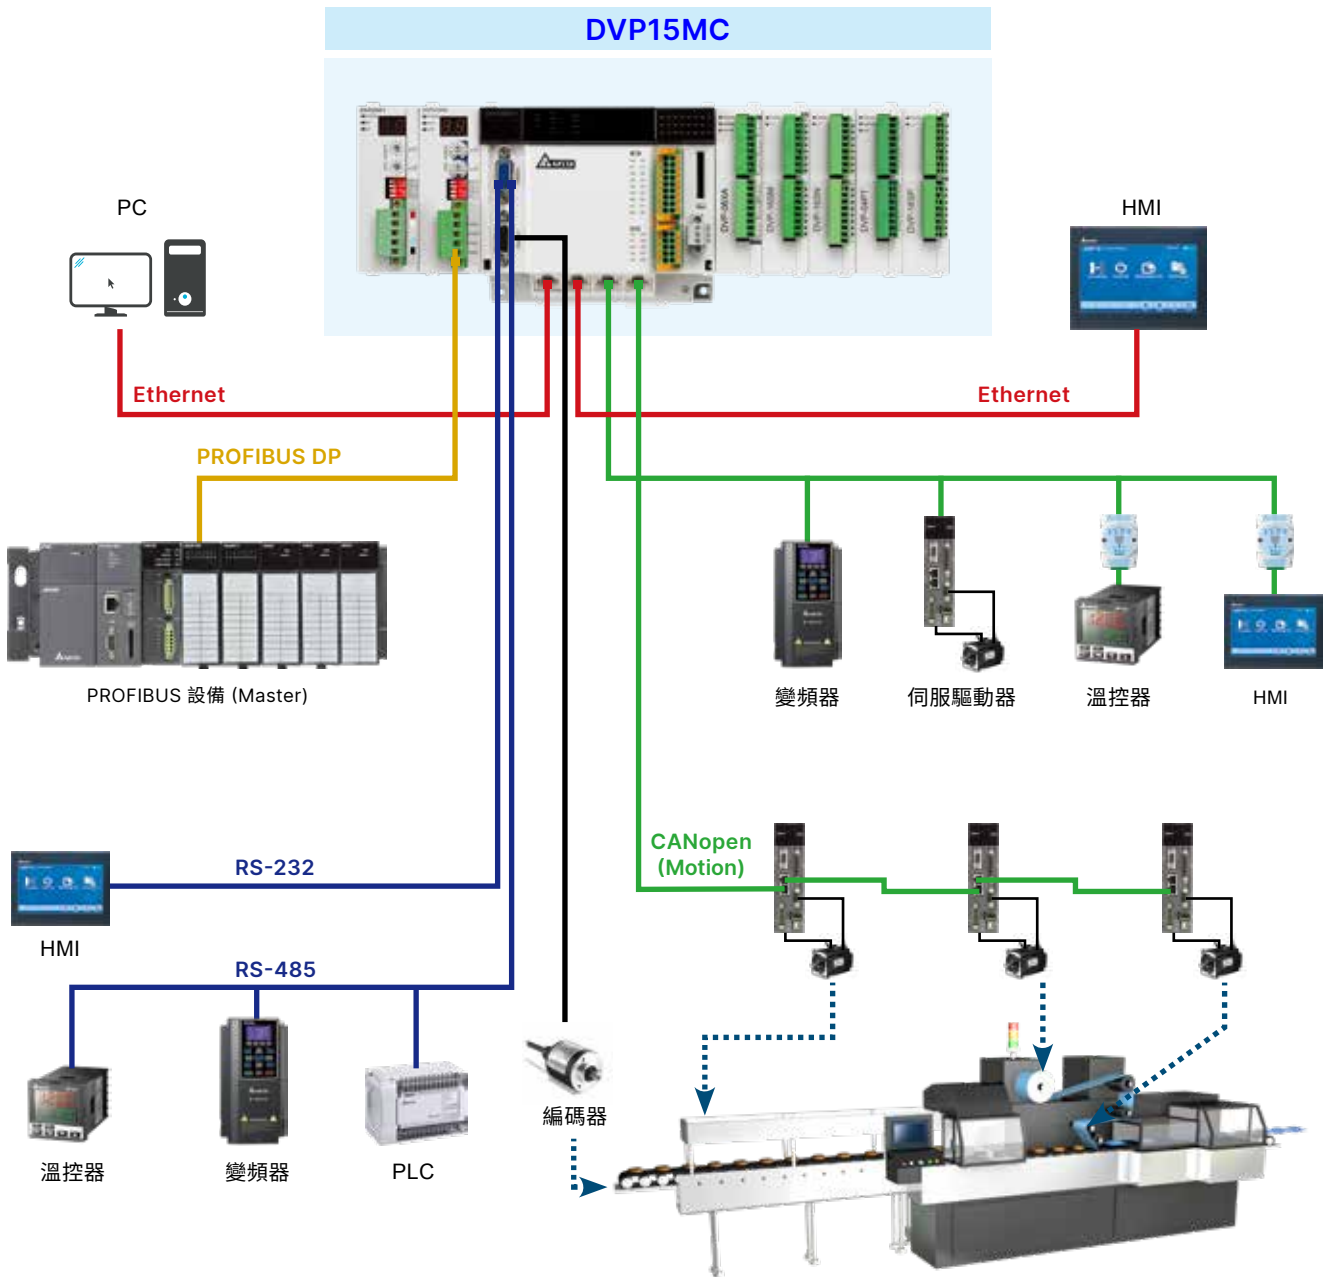 DVP15MC
PC
HMI
Ethernet
Ethernet
PROFIBUS DP
PROFIBUS 設備 (Master)
變頻器
伺服驅動器
溫控器
HMI
CANopen
(Motion)
RS-232
HMI
RS-485
溫控器
變頻器
PLC
編碼器